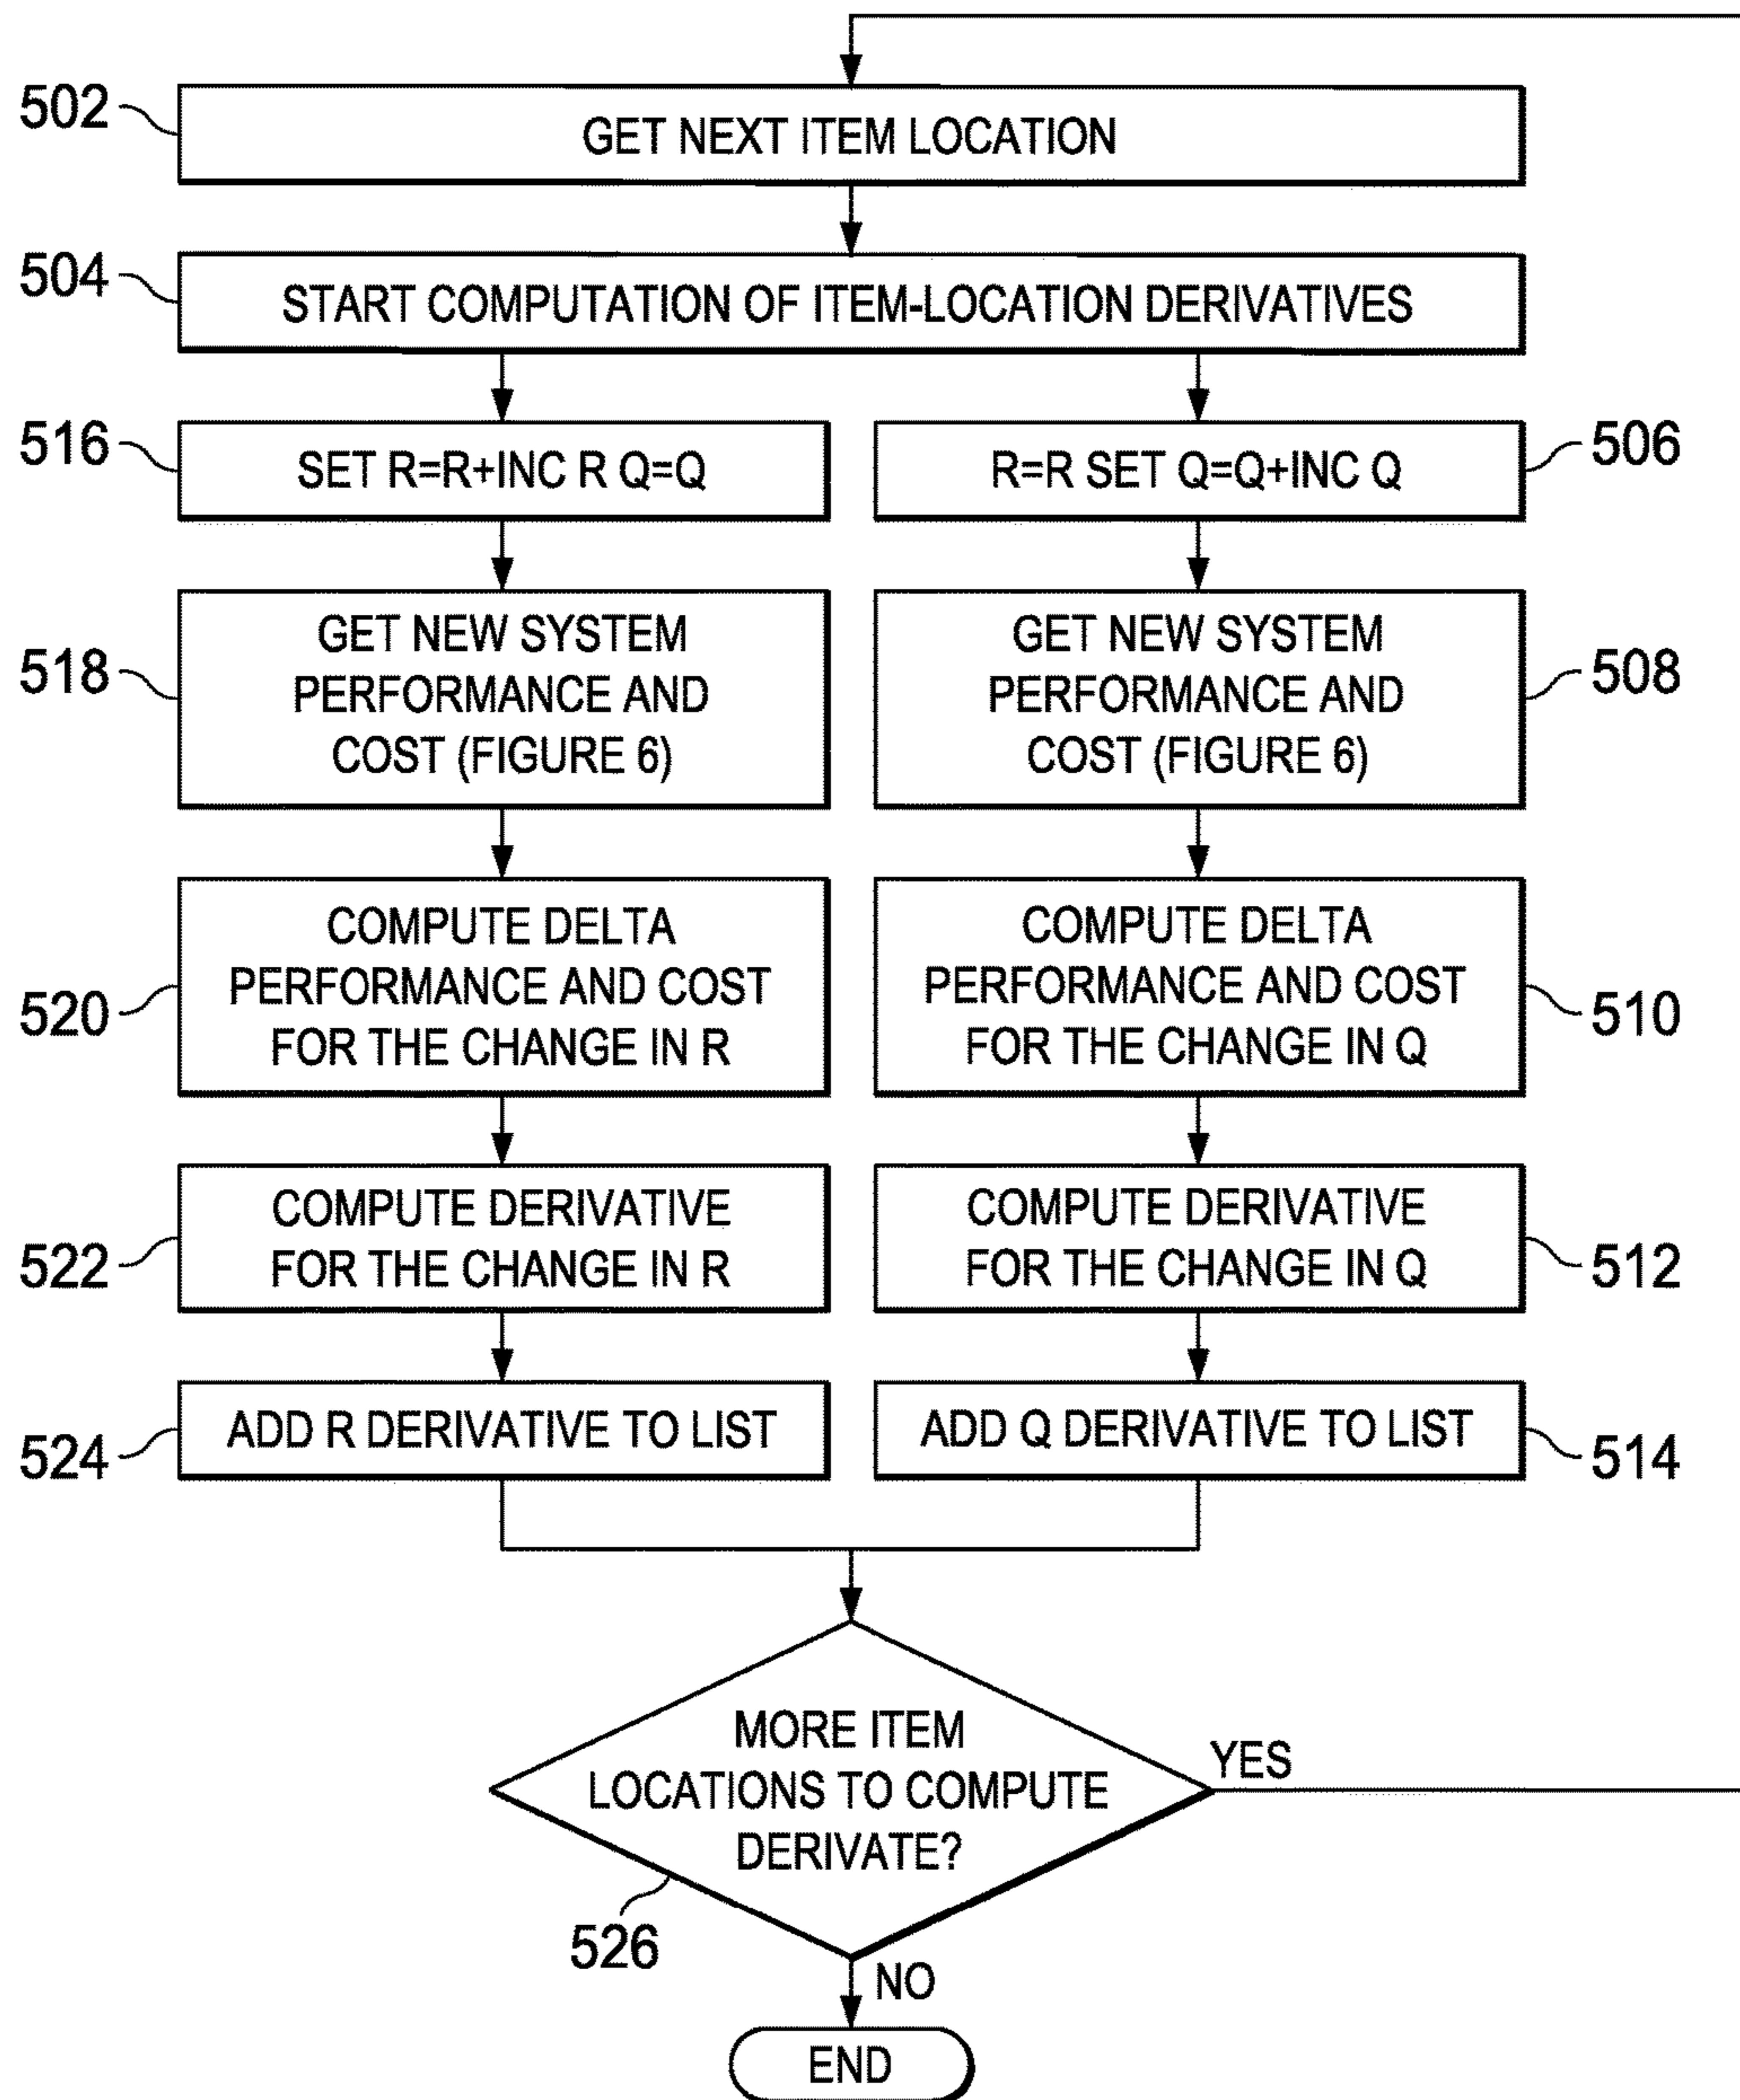 502
GET NEXT ITEM LOCATION
504
START COMPUTATION OF ITEM-LOCATION DERIVATIVES
516
SET R=R+INC R Q=Q
R=R SET Q=Q+INC Q
506
518
GET NEW SYSTEM
PERFORMANCE AND
COST (FIGURE 6)
GET NEW SYSTEM
PERFORMANCE AND
COST (FIGURE 6)
508
520
COMPUTE DELTA
PERFORMANCE AND COST
FOR THE CHANGE IN R
COMPUTE DELTA
PERFORMANCE AND COST
FOR THE CHANGE IN Q
510
522
COMPUTE DERIVATIVE
FOR THE CHANGE IN R
COMPUTE DERIVATIVE
FOR THE CHANGE IN Q
512
524
ADD R DERIVATIVE TO LIST
ADD Q DERIVATIVE TO LIST
514
MORE ITEM
LOCATIONS TO COMPUTE
DERIVATE?
YES
526
NO
END